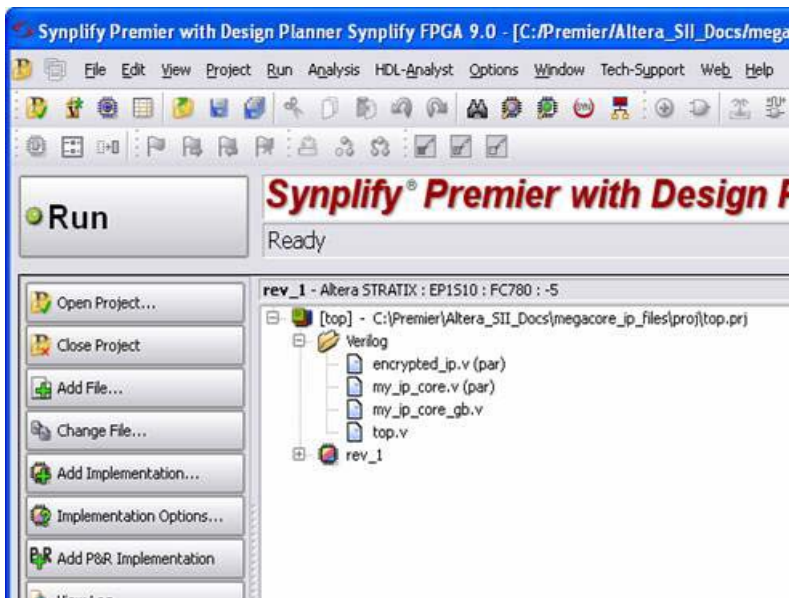 Synplify Premier with Design Planner Synplify FPGA 9.0 - [C:/Premier/Altera_SII_Docs/mega
File Edit View Project Run Analysis HDL-Analyst Options Window Tech-Support Web Help
Run
Synplify® Premier with Design P
Ready
rev_1 - Altera STRATIX : EP1S10 : FC780 : -5
Open Project...
Close Project
Add File...
Change File...
Add Implementation...
Implementation Options...
Add P&R Implementation
[top] - C:\Premier\Altera_SII_Docs\megacore_ip_files\proj\top.prj
Verilog
encrypted_ip.v (par)
my_ip_core.v (par)
my_ip_core_gb.v
top.v
rev_1